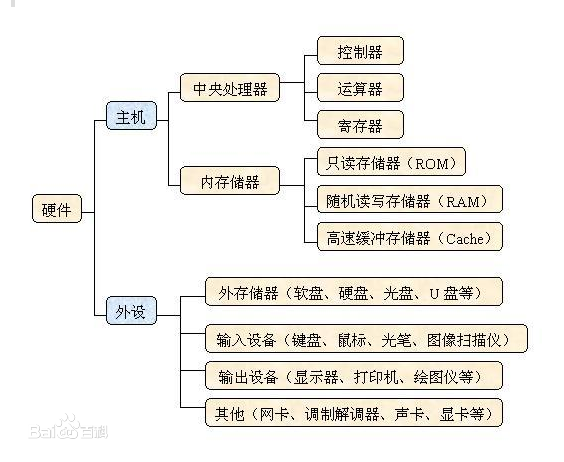 硬件
主机
中央处理器
控制器
运算器
寄存器
内存储器
只读存储器（ROM）
随机读写存储器（RAM）
高速缓冲存储器（Cache）
外设
外存储器（软盘、硬盘、光盘、U 盘等）
输入设备（键盘、鼠标、光笔、图像扫描仪）
输出设备（显示器、打印机、绘图仪等）
其他（网卡、调制解调器、声卡、显卡等）
Bai百科